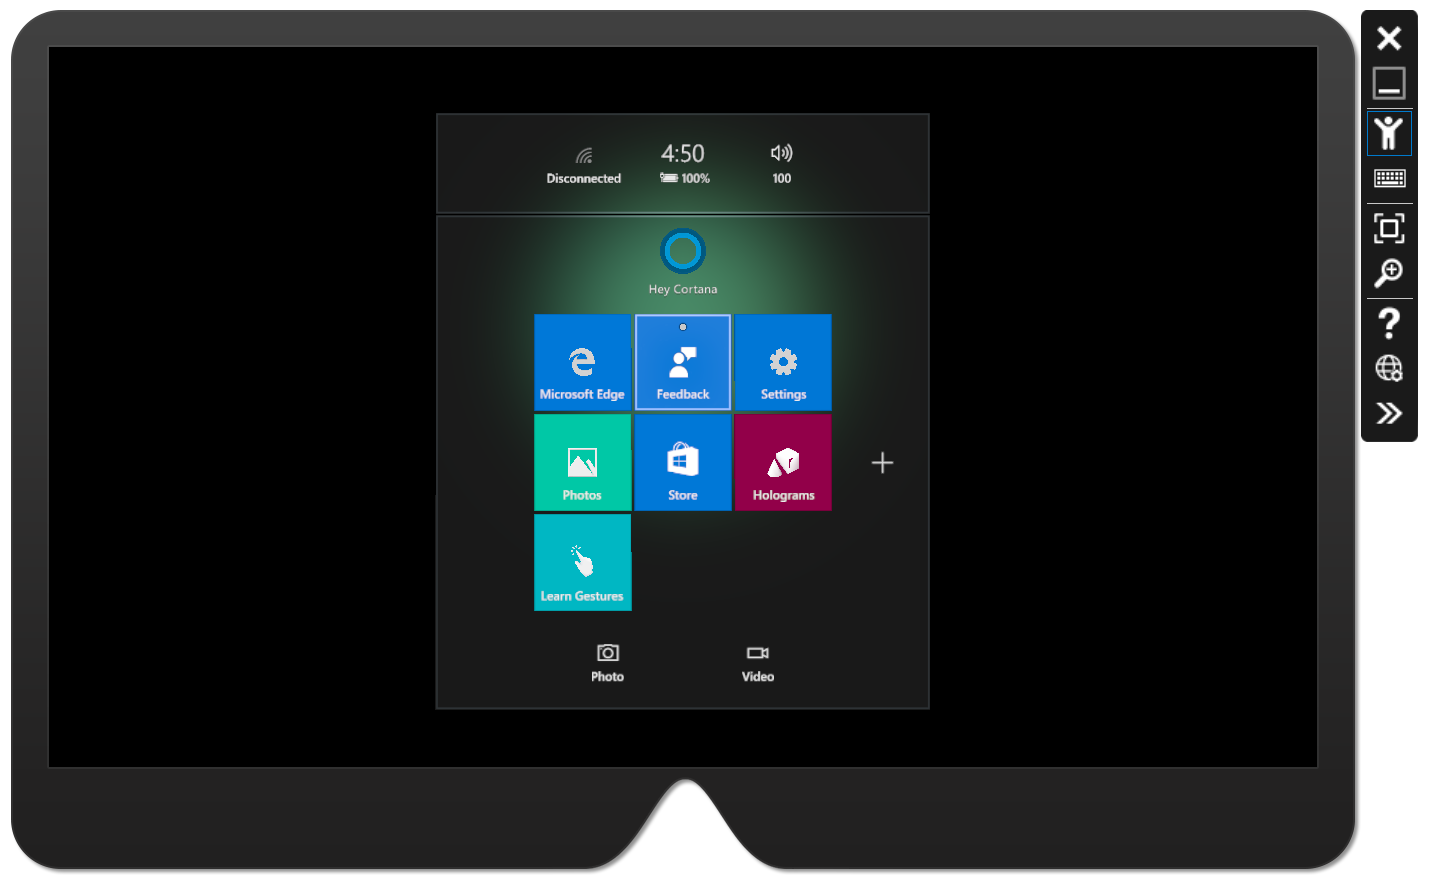 4:50
Disconnected 100% 100
Hey Cortana
Microsoft Edge Feedback Settings
Photos Store Holograms
Learn Gestures
Photo Video